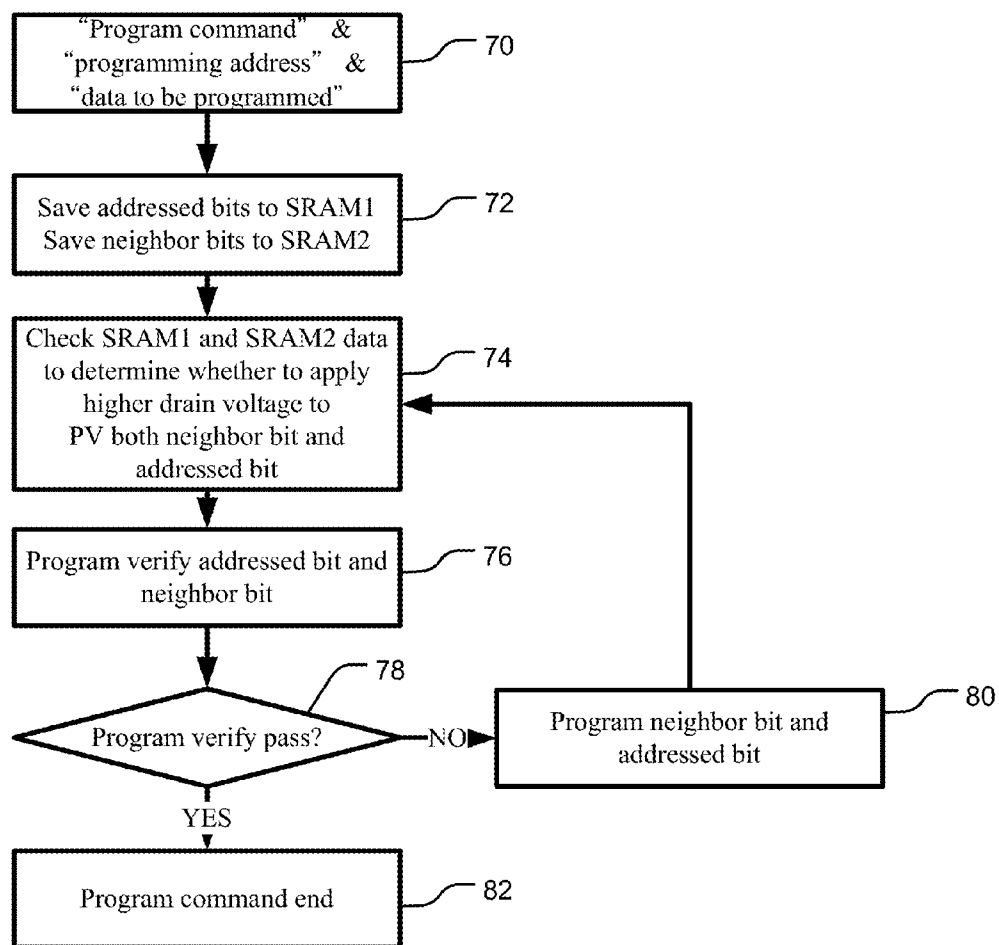 “Program command” &
“programming address” &
“data to be programmed”
70
Save addressed bits to SRAM1
Save neighbor bits to SRAM2
72
Check SRAM1 and SRAM2 data
to determine whether to apply
higher drain voltage to
PV both neighbor bit and
addressed bit
74
Program verify addressed bit and
neighbor bit
76
Program verify pass?
78
NO
Program neighbor bit and
addressed bit
80
YES
Program command end
82